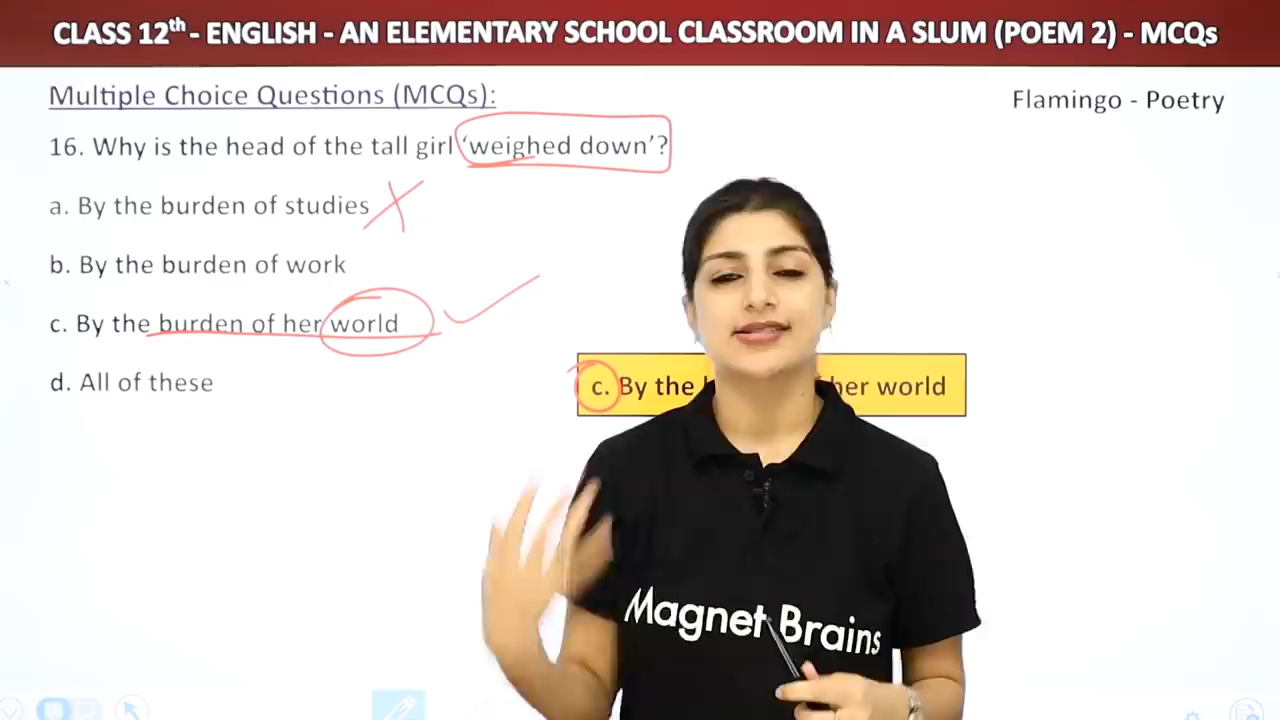 CLASS 12th - ENGLISH - AN ELEMENTARY SCHOOL CLASSROOM IN A SLUM (POEM 2) - MCQs
Multiple Choice Questions (MCQs):
Flamingo - Poetry
16. Why is the head of the tall girl ‘weighed down’?
a. By the burden of studies
b. By the burden of work
c. By the burden of her world
d. All of these
c. By the her world
Magnet Brains